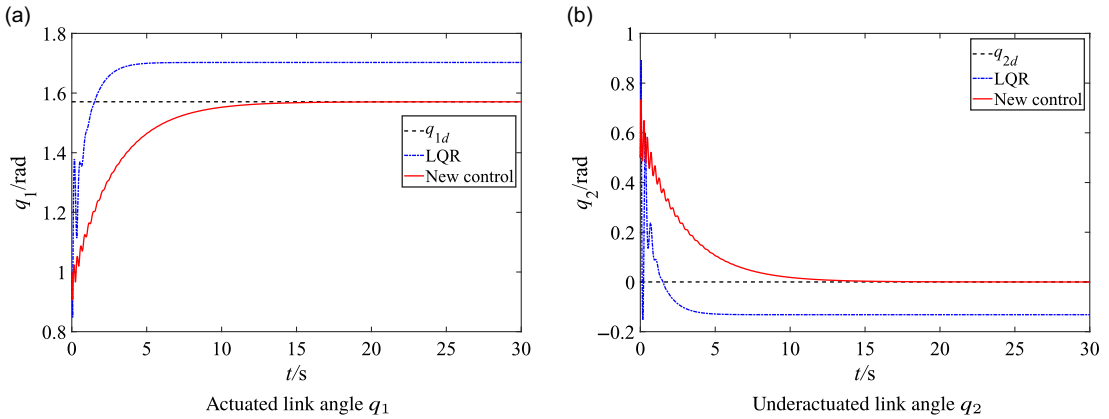 (a)
1.8
1.6
1.4
1.2
1
0.8
q1/rad
q1d
LQR
New control
0 5 10 15 20 25 30
t/s
Actuated link angle q1
(b)
1
0.8
0.6
0.4
0.2
0
−0.2
q2/rad
q2d
LQR
New control
0 5 10 15 20 25 30
t/s
Underactuated link angle q2